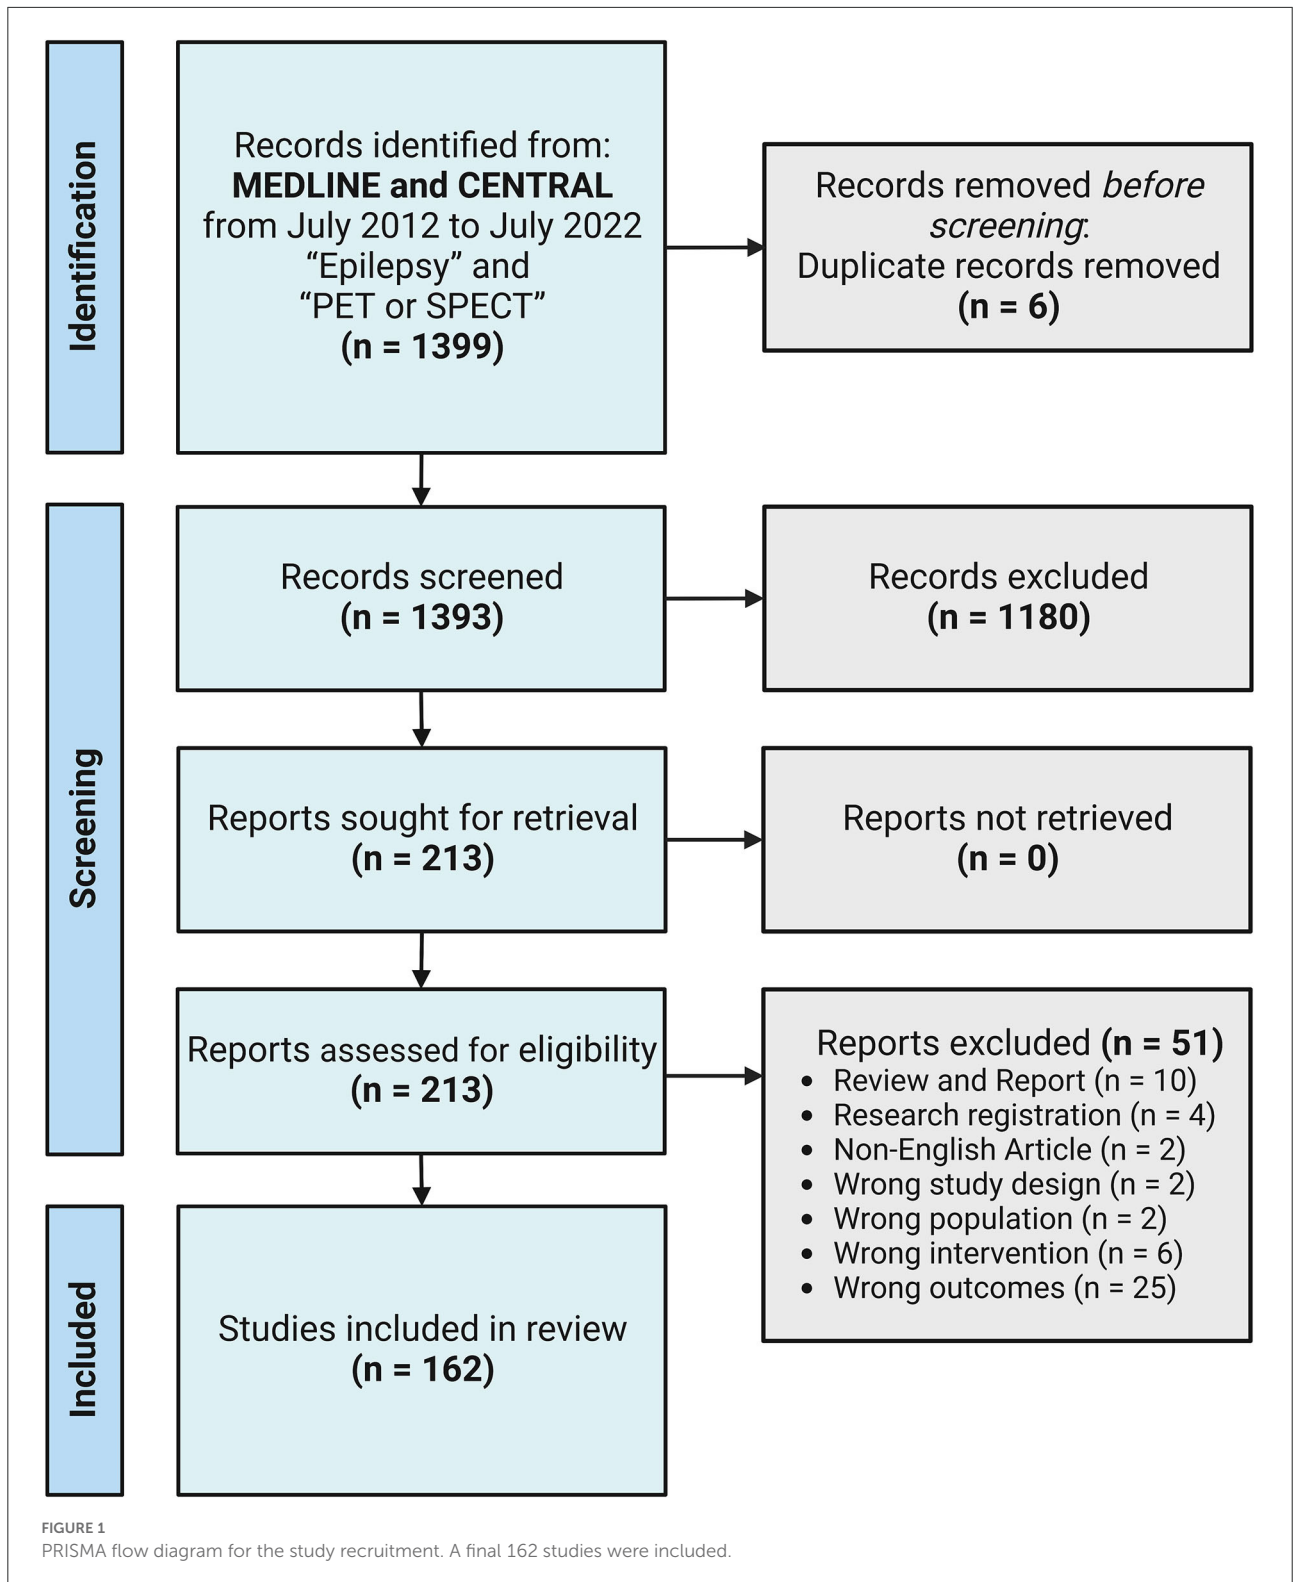 Identification
Records identified from:
MEDLINE and CENTRAL
from July 2012 to July 2022
“Epilepsy” and
“PET or SPECT”
(n = 1399)
Records removed before
screening:
Duplicate records removed
(n = 6)
Screening
Records screened
(n = 1393)
Records excluded
(n = 1180)
Reports sought for retrieval
(n = 213)
Reports not retrieved
(n = 0)
Reports assessed for eligibility
(n = 213)
Reports excluded (n = 51)
• Review and Report (n = 10)
• Research registration (n = 4)
• Non-English Article (n = 2)
• Wrong study design (n = 2)
• Wrong population (n = 2)
• Wrong intervention (n = 6)
• Wrong outcomes (n = 25)
Included
Studies included in review
(n = 162)
FIGURE 1
PRISMA flow diagram for the study recruitment. A final 162 studies were included.